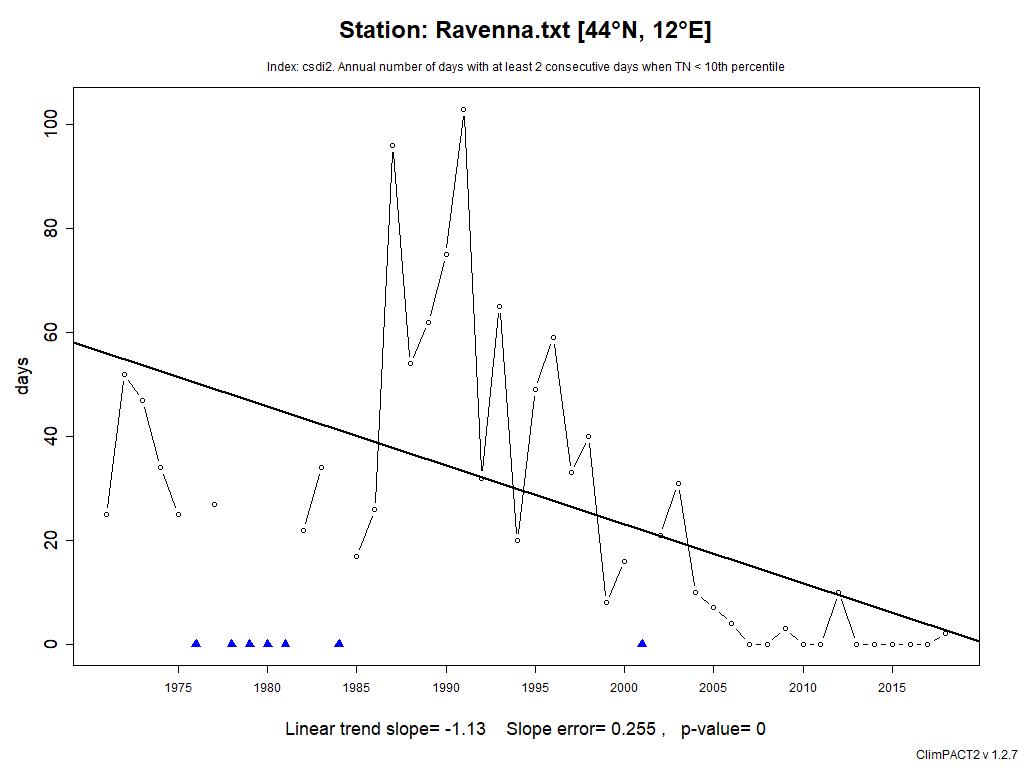 Station: Ravenna.txt [44°N, 12°E]
Index: csdi2. Annual number of days with at least 2 consecutive days when TN < 10th percentile
100
80
60
40
20
0
days
1975 1980 1985 1990 1995 2000 2005 2010 2015
Linear trend slope= -1.13 Slope error= 0.255 , p-value= 0
ClimPACT2 v 1.2.7